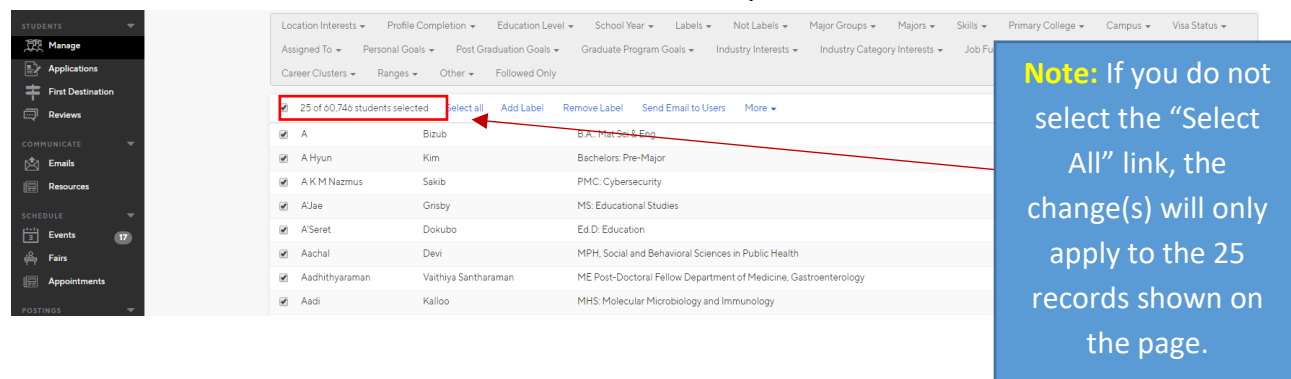 STUDENTS
Manage
Applications
First Destination
Reviews
COMMUNICATE
Emails
Resources
SCHEDULE
3 Events 17
Fairs
Appointments
POSTINGS
Location Interests Profile Completion Education Level School Year Labels Not Labels Major Groups Majors Skills Primary College Campus Visa Status
Assigned To Personal Goals Post Graduation Goals Graduate Program Goals Industry Interests Industry Category Interests Job Fu
Career Clusters Ranges Other Followed Only
25 of 60,746 students selected Select all Add Label Remove Label Send Email to Users More
A Bizub B.A.: Mat Sci & Eng
A Hyun Kim Bachelors: Pre-Major
A K M Nazmus Sakib PMC: Cybersecurity
A'Jae Grisby MS: Educational Studies
A'Seret Dokubo Ed.D: Education
Aachal Devi MPH, Social and Behavioral Sciences in Public Health
Aadhithyaraman Vaithiya Santharaman ME Post-Doctoral Fellow Department of Medicine, Gastroenterology
Aadi Kalloo MHS: Molecular Microbiology and Immunology
Note: If you do not
select the “Select
All” link, the
change(s) will only
apply to the 25
records shown on
the page.